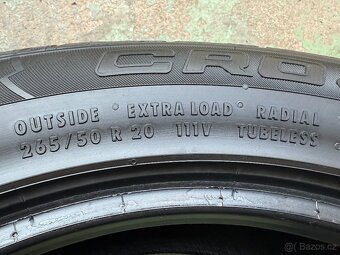 CRO
OUTSIDE ◦ EXTRA LOAD ◦ RADIAL
265/50 R 20 111V ◦ TUBELESS
Bazos.cz